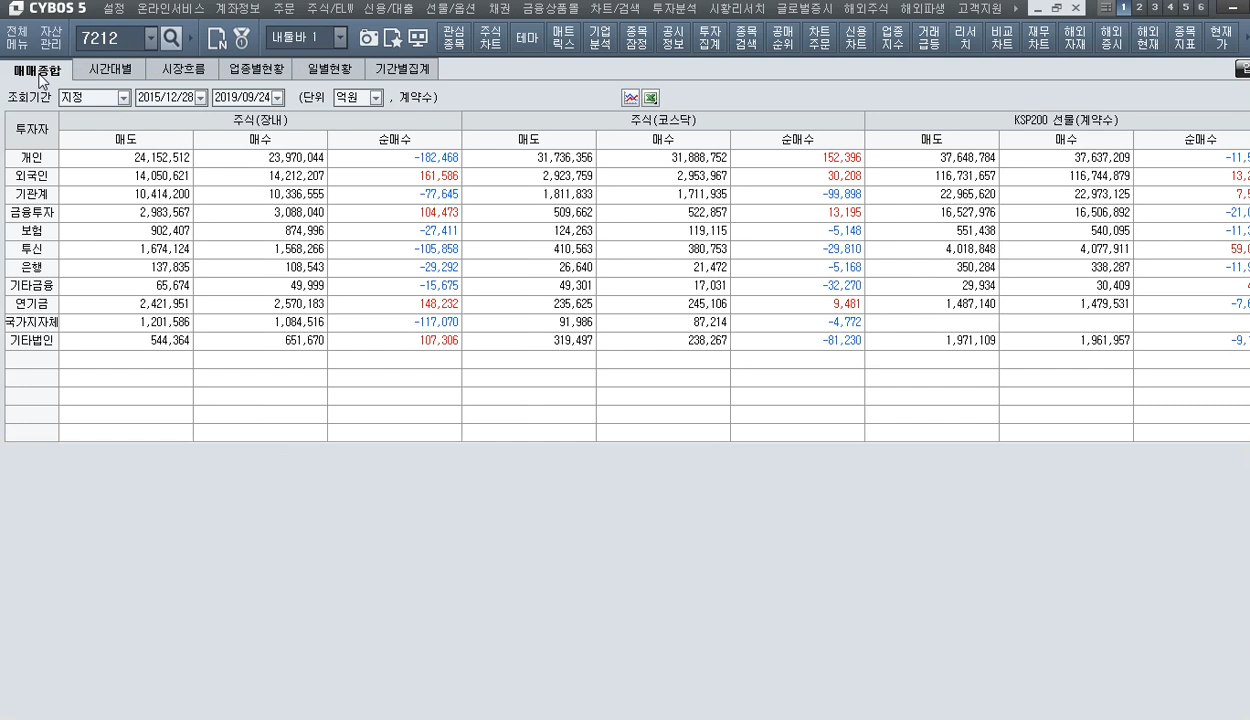 CYBOS 5 설정 온라인서비스 계좌정보 주문 주식/ELW 신용/대출 선물/옵션 채권 금융상품몰 차트/검색 투자분석 시황리서치 글로벌증시 해외주식 해외파생 고객지원 1 2 3 4 5 6
전체메뉴 자산관리 7212 내툴바 1 관심종목 주식차트 테마 매트릭스 기업분석 종목잠정 공시정보 투자집계 종목검색 공매순위 차트주문 신용차트 업종지수 거래급등 리서치 비교차트 재무차트 해외자재 해외증시 해외현재 종목지표 현재가
매매종합 시간대별 시장흐름 업종별현황 일별현황 기간별집계
조회기간 지정 2015/12/28 2019/09/24 (단위 억원 , 계약수)
투자자 주식(장내) 주식(코스닥) KSP200 선물(계약수)
매도 매수 순매수 매도 매수 순매수 매도 매수 순매수
개인 24,152,512 23,970,044 -182,468 31,736,356 31,888,752 152,396 37,648,784 37,637,209
외국인 14,050,621 14,212,207 161,586 2,923,759 2,953,967 30,208 116,731,657 116,744,879
기관계 10,414,200 10,336,555 -77,645 1,811,833 1,711,935 -99,898 22,965,620 22,973,125
금융투자 2,983,567 3,088,040 104,473 509,662 522,857 13,195 16,527,976 16,506,892
보험 902,407 874,996 -27,411 124,263 119,115 -5,148 551,438 540,095
투신 1,674,124 1,568,266 -105,858 410,563 380,753 -29,810 4,018,848 4,077,911
은행 137,835 108,543 -29,292 26,640 21,472 -5,168 350,284 338,287
기타금융 65,674 49,999 -15,675 49,301 17,031 -32,270 29,934 30,409
연기금 2,421,951 2,570,183 148,232 235,625 245,106 9,481 1,487,140 1,479,531
국가지자체 1,201,586 1,084,516 -117,070 91,986 87,214 -4,772
기타법인 544,364 651,670 107,306 319,497 238,267 -81,230 1,971,109 1,961,957